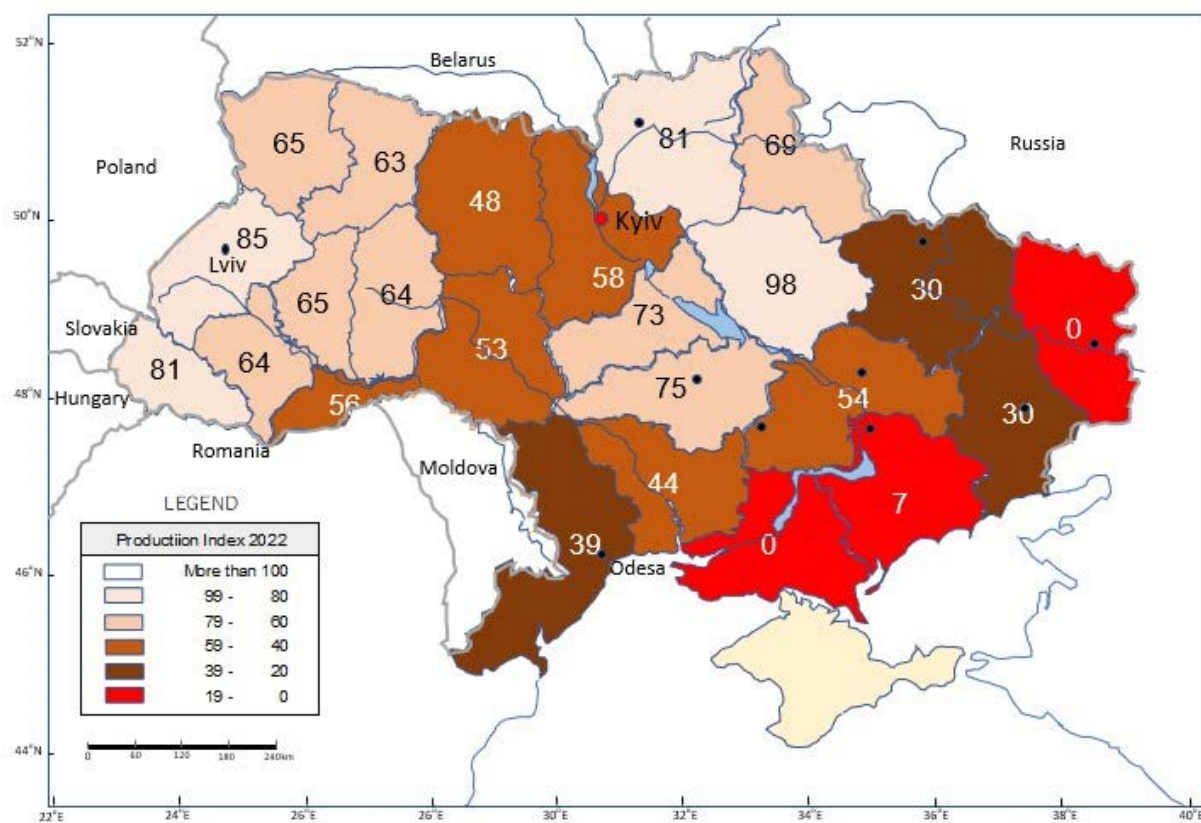 52°N
Belarus
81
69
Russia
65
63
Poland
48
50°N
Kyiv
85
Lviv
58
98
30
65
64
73
0
Slovakia
53
81
64
75
54
Hungary
48°N
56
30
Romania
Moldova
44
7
39
0
Odesa
LEGEND
Productiion Index 2022
More than 100
99 - 80
79 - 60
59 - 40
39 - 20
19 - 0
46°N
44°N
0 60 120 180 240km
22°E 24°E 26°E 28°E 30°E 32°E 34°E 36°E 38°E 40°E